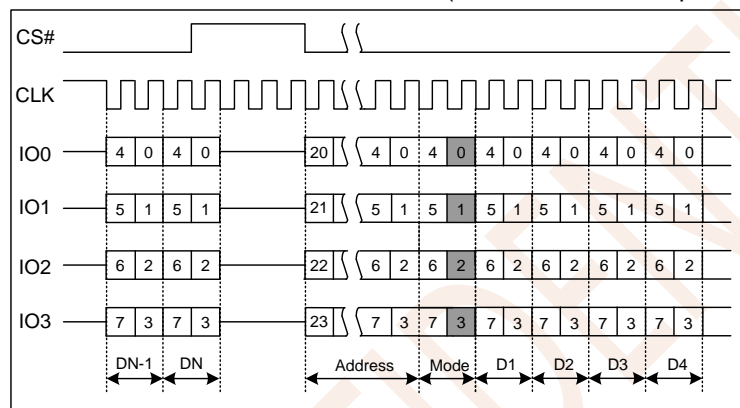 CS#
CLK
IO0 4 0 4 0 20 4 0 4 0 4 0 4 0 4 0 4 0
IO1 5 1 5 1 21 5 1 5 1 5 1 5 1 5 1 5 1
IO2 6 2 6 2 22 6 2 6 2 6 2 6 2 6 2 6 2
IO3 7 3 7 3 23 7 3 7 3 7 3 7 3 7 3 7 3
DN-1 DN Address Mode D1 D2 D3 D4